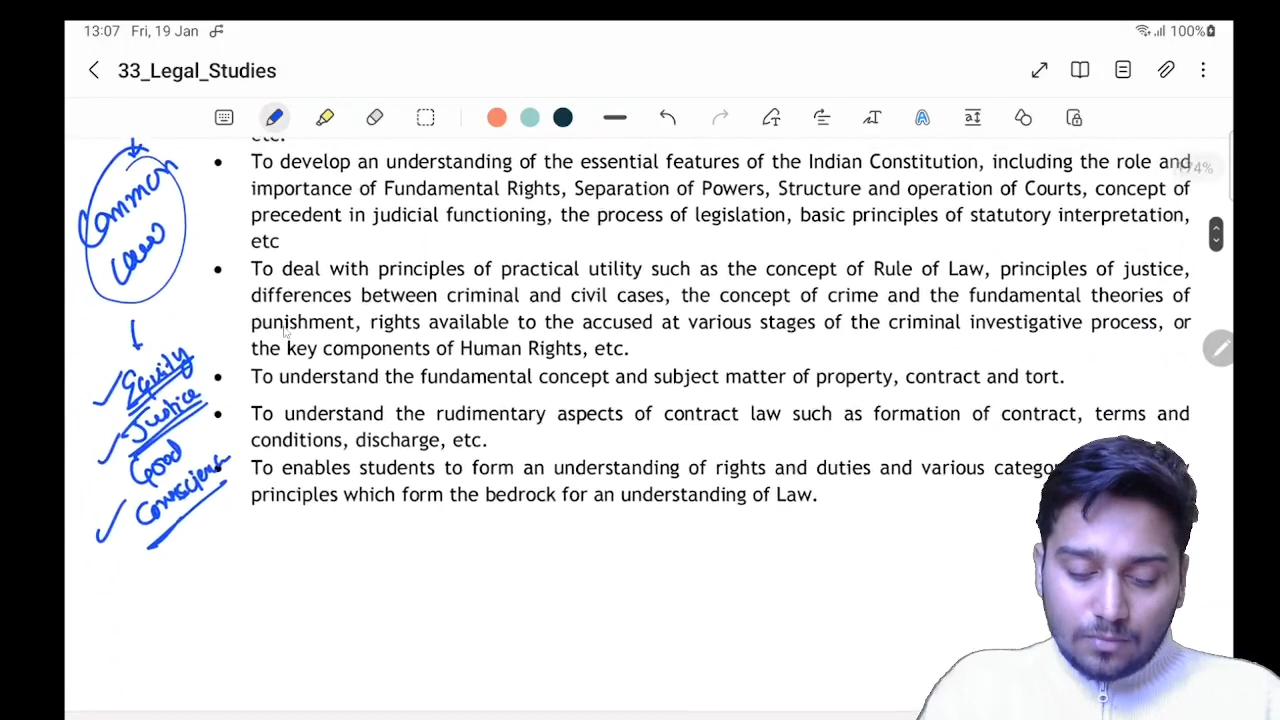 13:07 Fri, 19 Jan
100%
33_Legal_Studies
etc.
• To develop an understanding of the essential features of the Indian Constitution, including the role and
importance of Fundamental Rights, Separation of Powers, Structure and operation of Courts, concept of
precedent in judicial functioning, the process of legislation, basic principles of statutory interpretation,
etc
• To deal with principles of practical utility such as the concept of Rule of Law, principles of justice,
differences between criminal and civil cases, the concept of crime and the fundamental theories of
punishment, rights available to the accused at various stages of the criminal investigative process, or
the key components of Human Rights, etc.
• To understand the fundamental concept and subject matter of property, contract and tort.
• To understand the rudimentary aspects of contract law such as formation of contract, terms and
conditions, discharge, etc.
• To enables students to form an understanding of rights and duties and various
principles which form the bedrock for an understanding of Law.
174%
Common
Law
Equity
Justice
Good